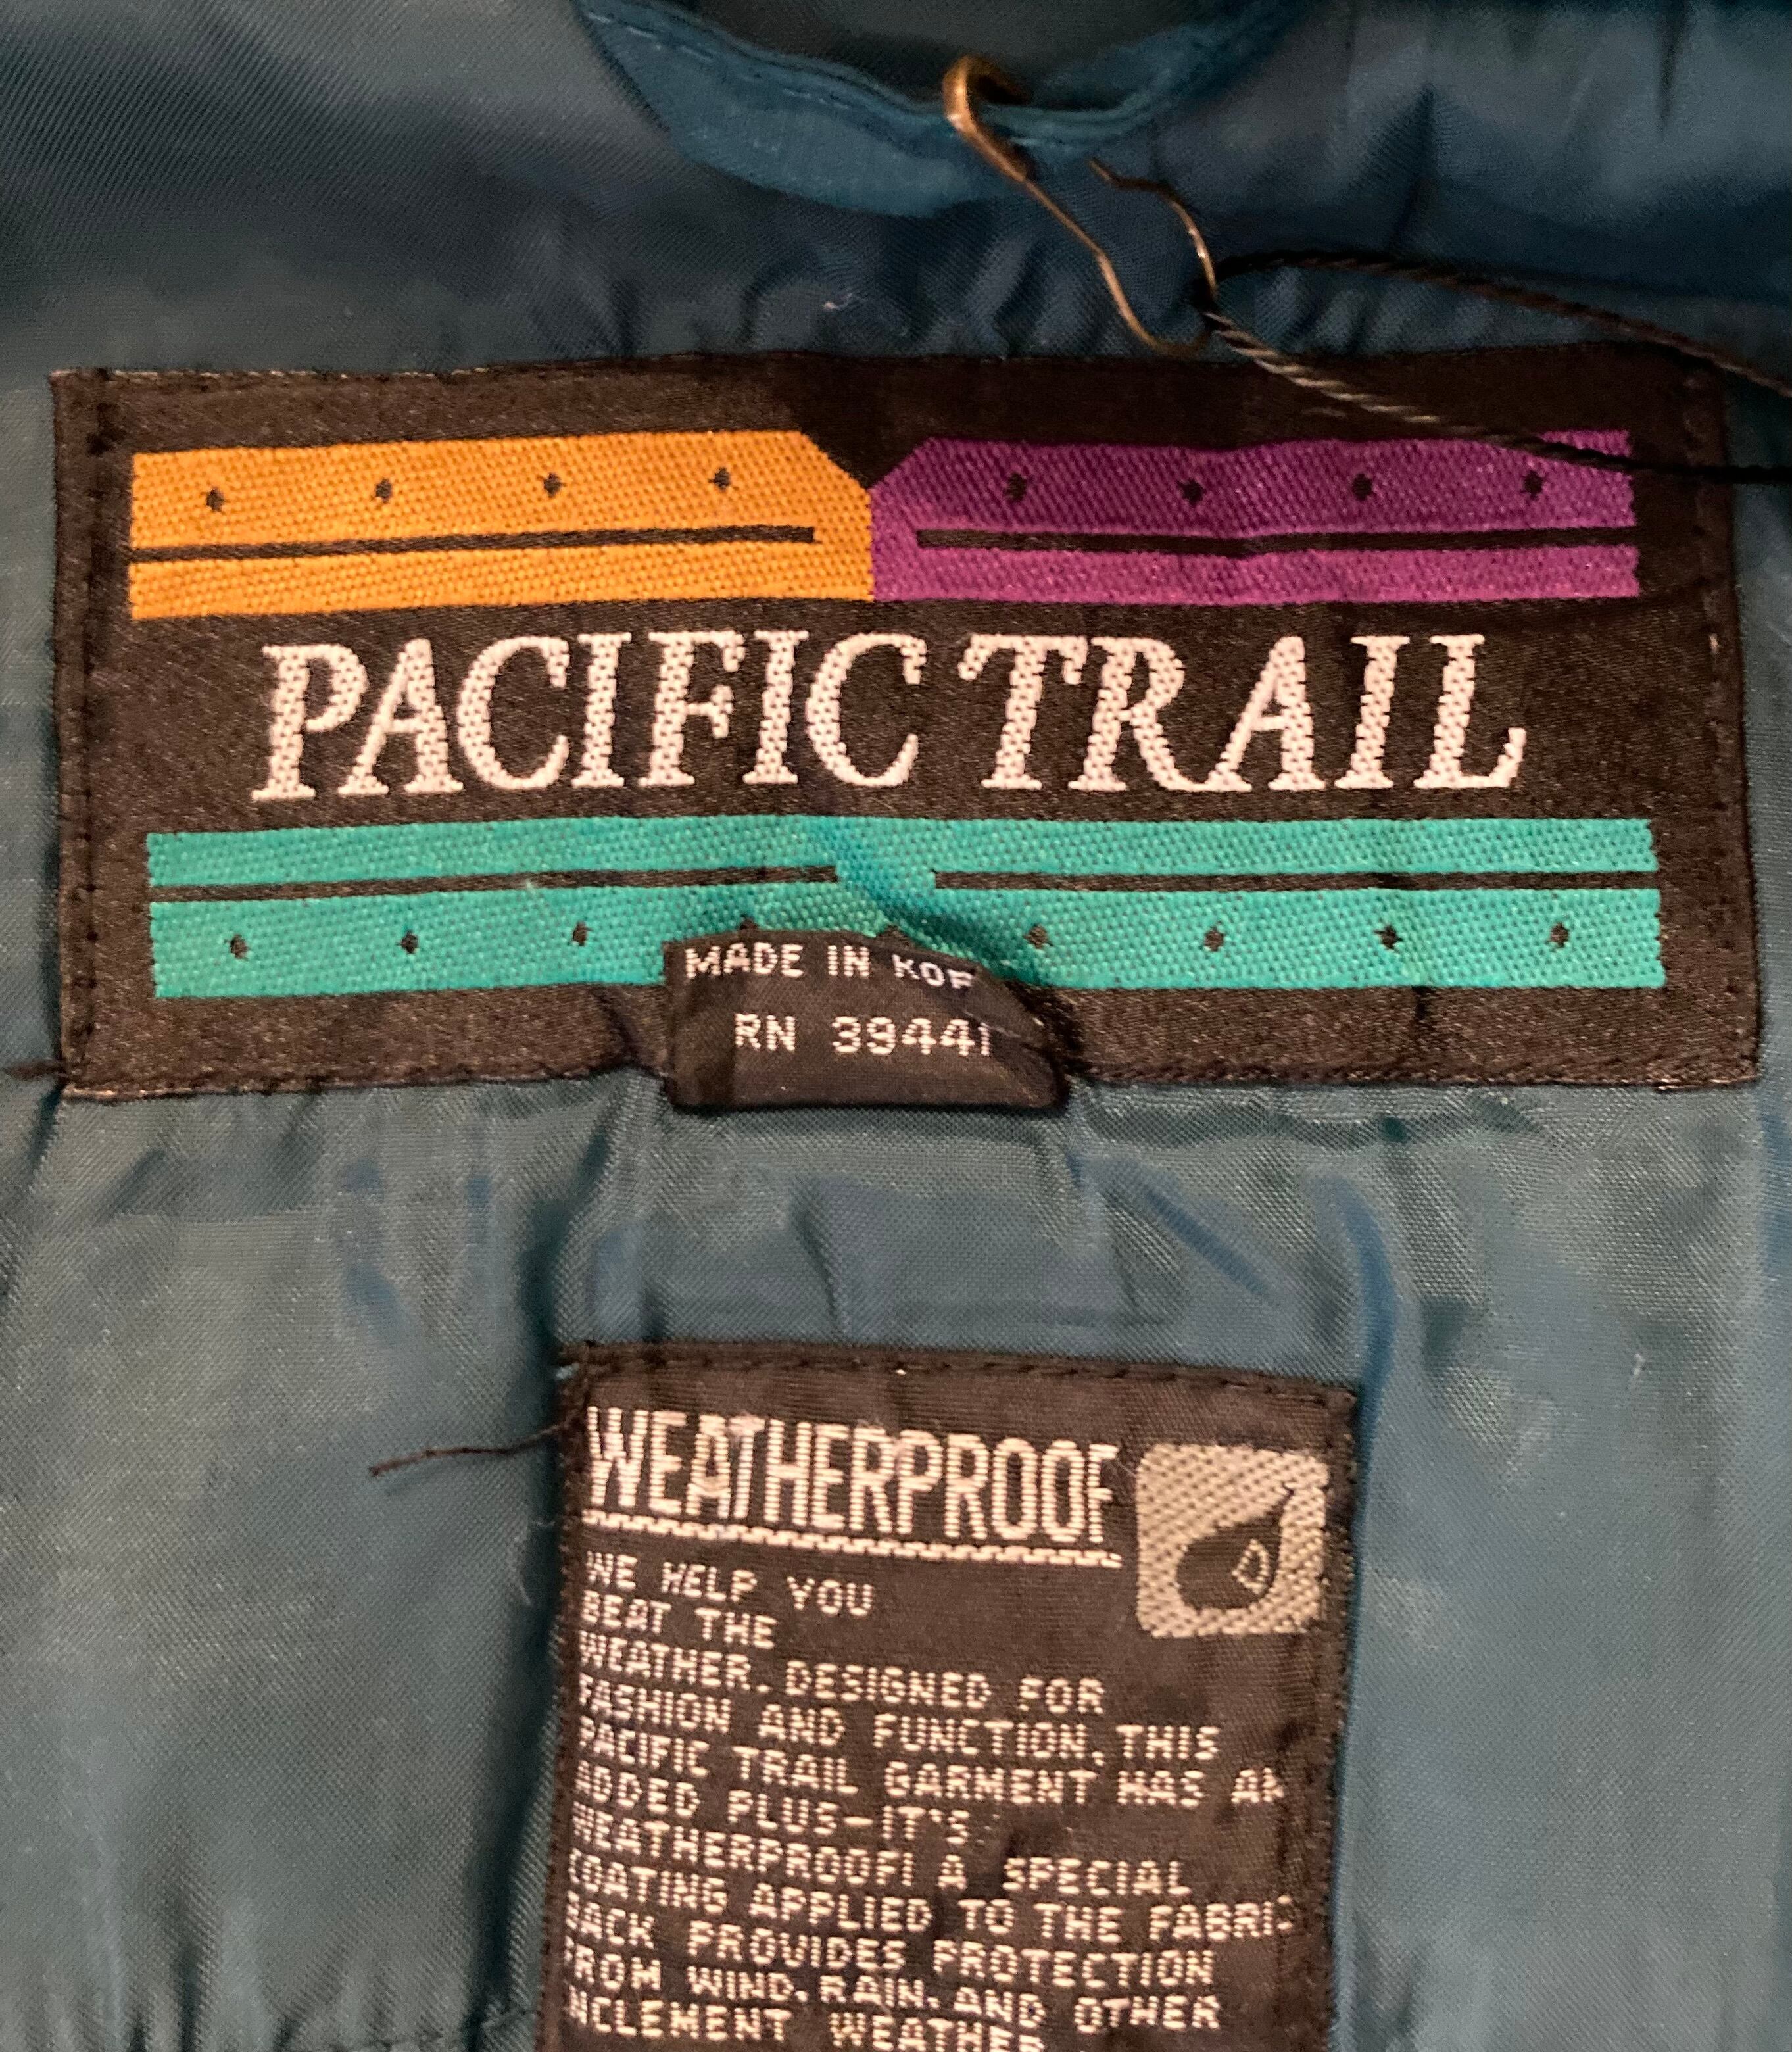 PACIFIC TRAIL
MADE IN KOR
RN 39441
WEATHERPROOF
WE HELP YOU
BEAT THE
WEATHER. DESIGNED FOR
FASHION AND FUNCTION, THIS
PACIFIC TRAIL GARMENT HAS AN
ADDED PLUS-IT'S
WEATHERPROOF! A SPECIAL
COATING APPLIED TO THE FABRIC
BACK PROVIDES PROTECTION
FROM WIND, RAIN, AND OTHER
INCLEMENT WEATHER